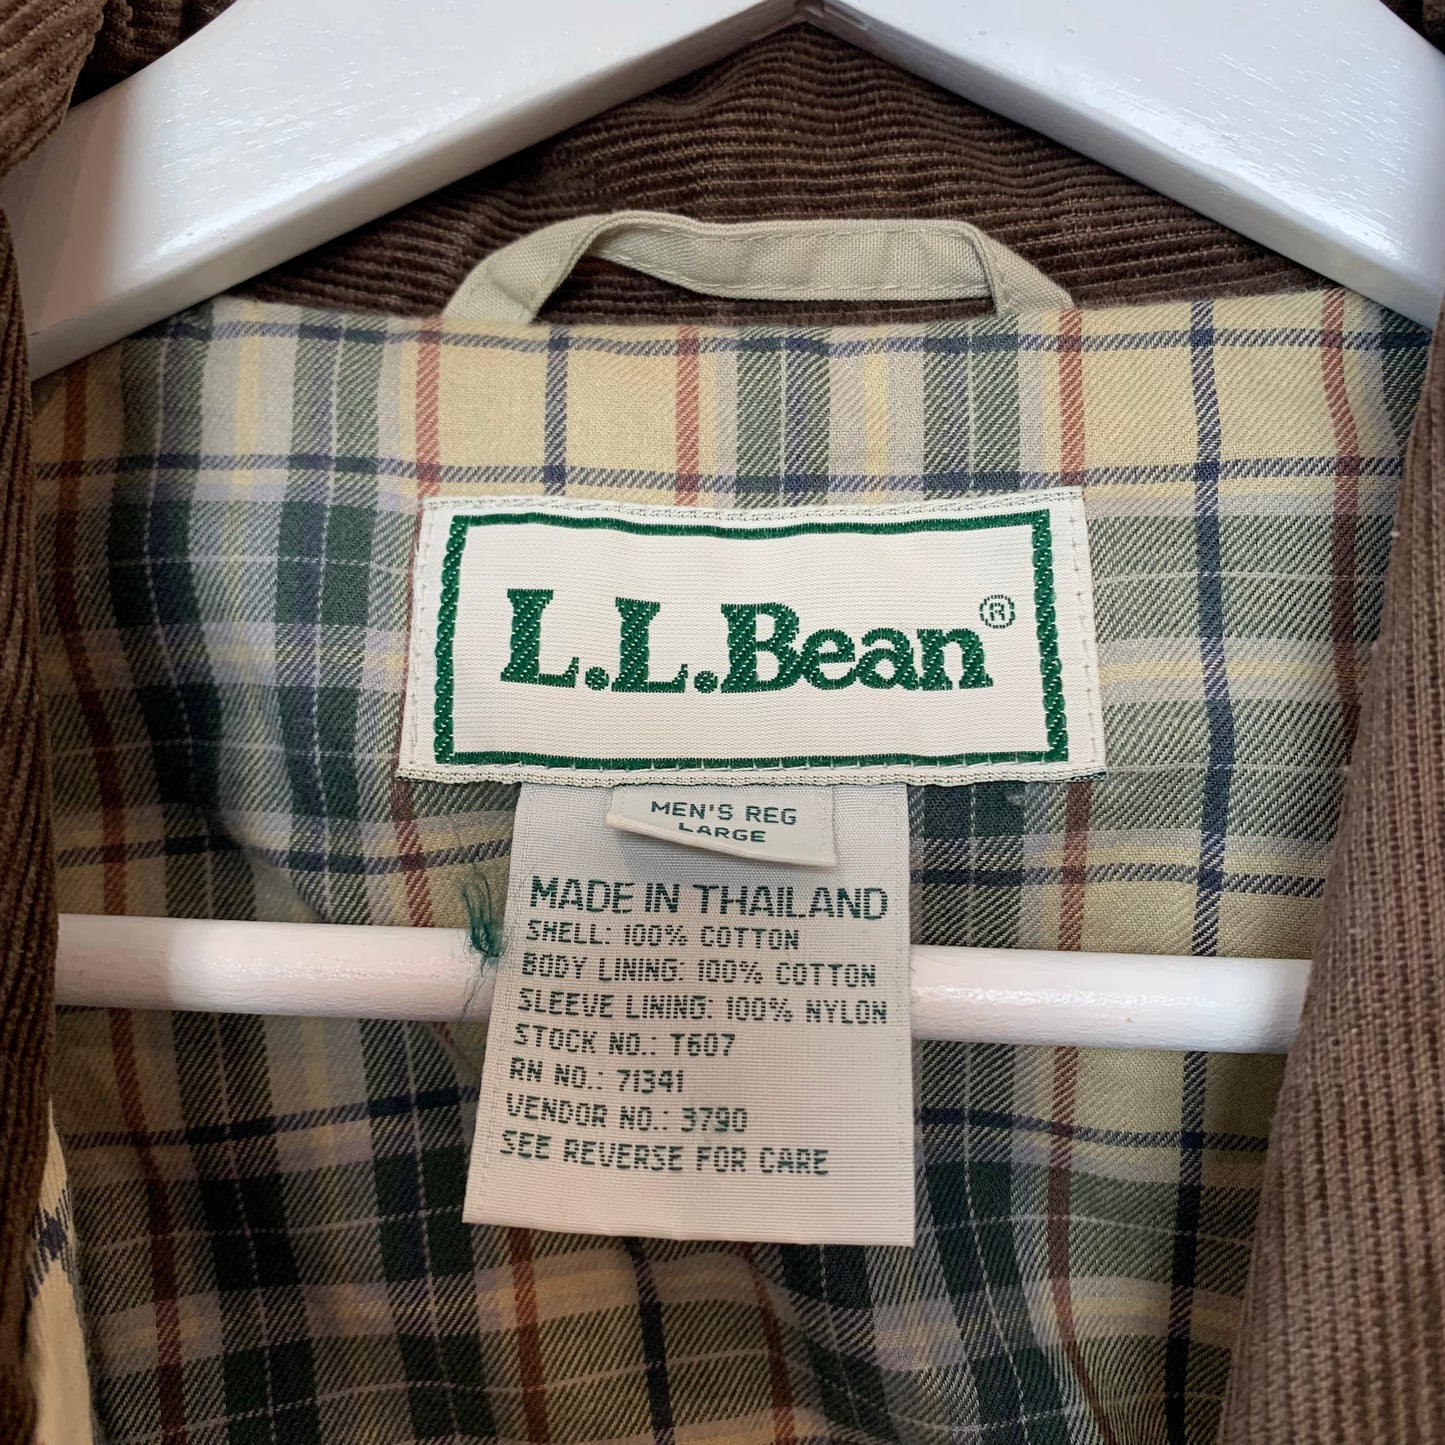 L.L.Bean®
MEN'S REG
LARGE
MADE IN THAILAND
SHELL: 100% COTTON
BODY LINING: 100% COTTON
SLEEVE LINING: 100% NYLON
STOCK NO.: T607
RN NO.: 71341
VENDOR NO.: 3790
SEE REVERSE FOR CARE